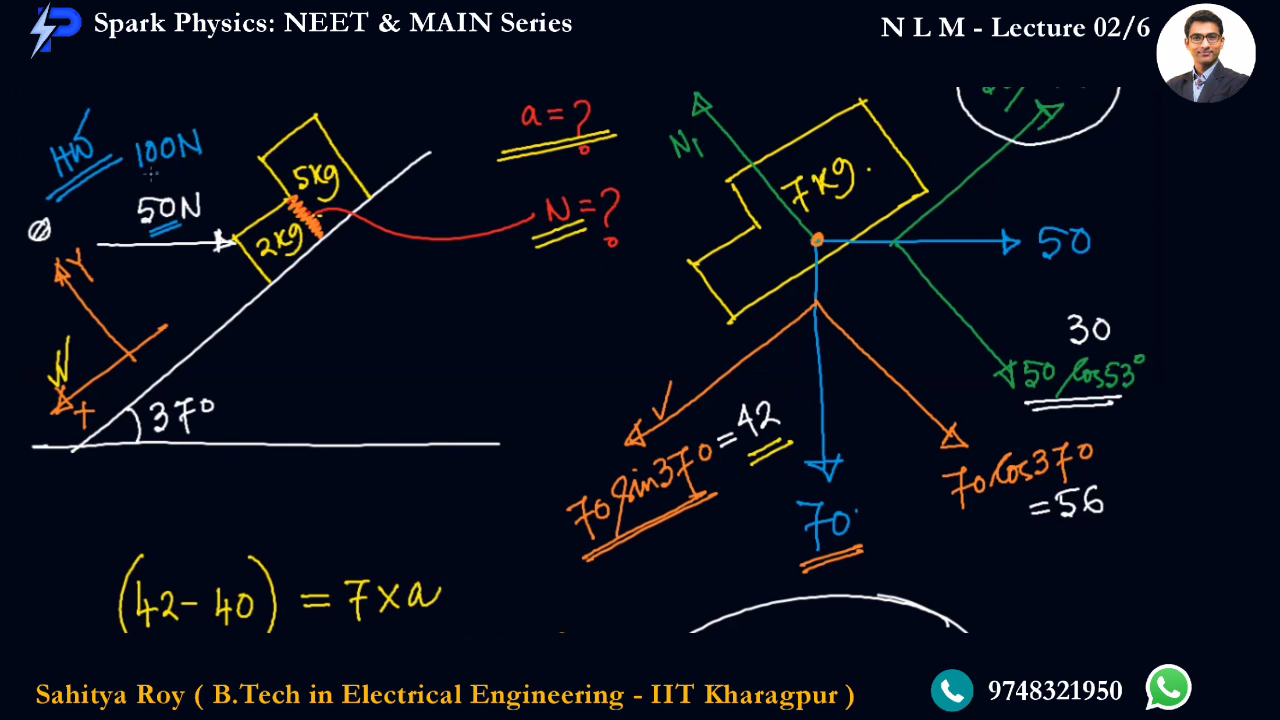 Spark Physics: NEET & MAIN Series
N L M - Lecture 02/6
HW
100N
50N
5kg
2kg
Y
+
37°
a = ?
N = ?
N₁
7kg.
50
30
50 cos53°
70 sin37° = 42
70
70 cos37°
= 56
(42 - 40) = 7 × a
Sahitya Roy ( B.Tech in Electrical Engineering - IIT Kharagpur )
9748321950